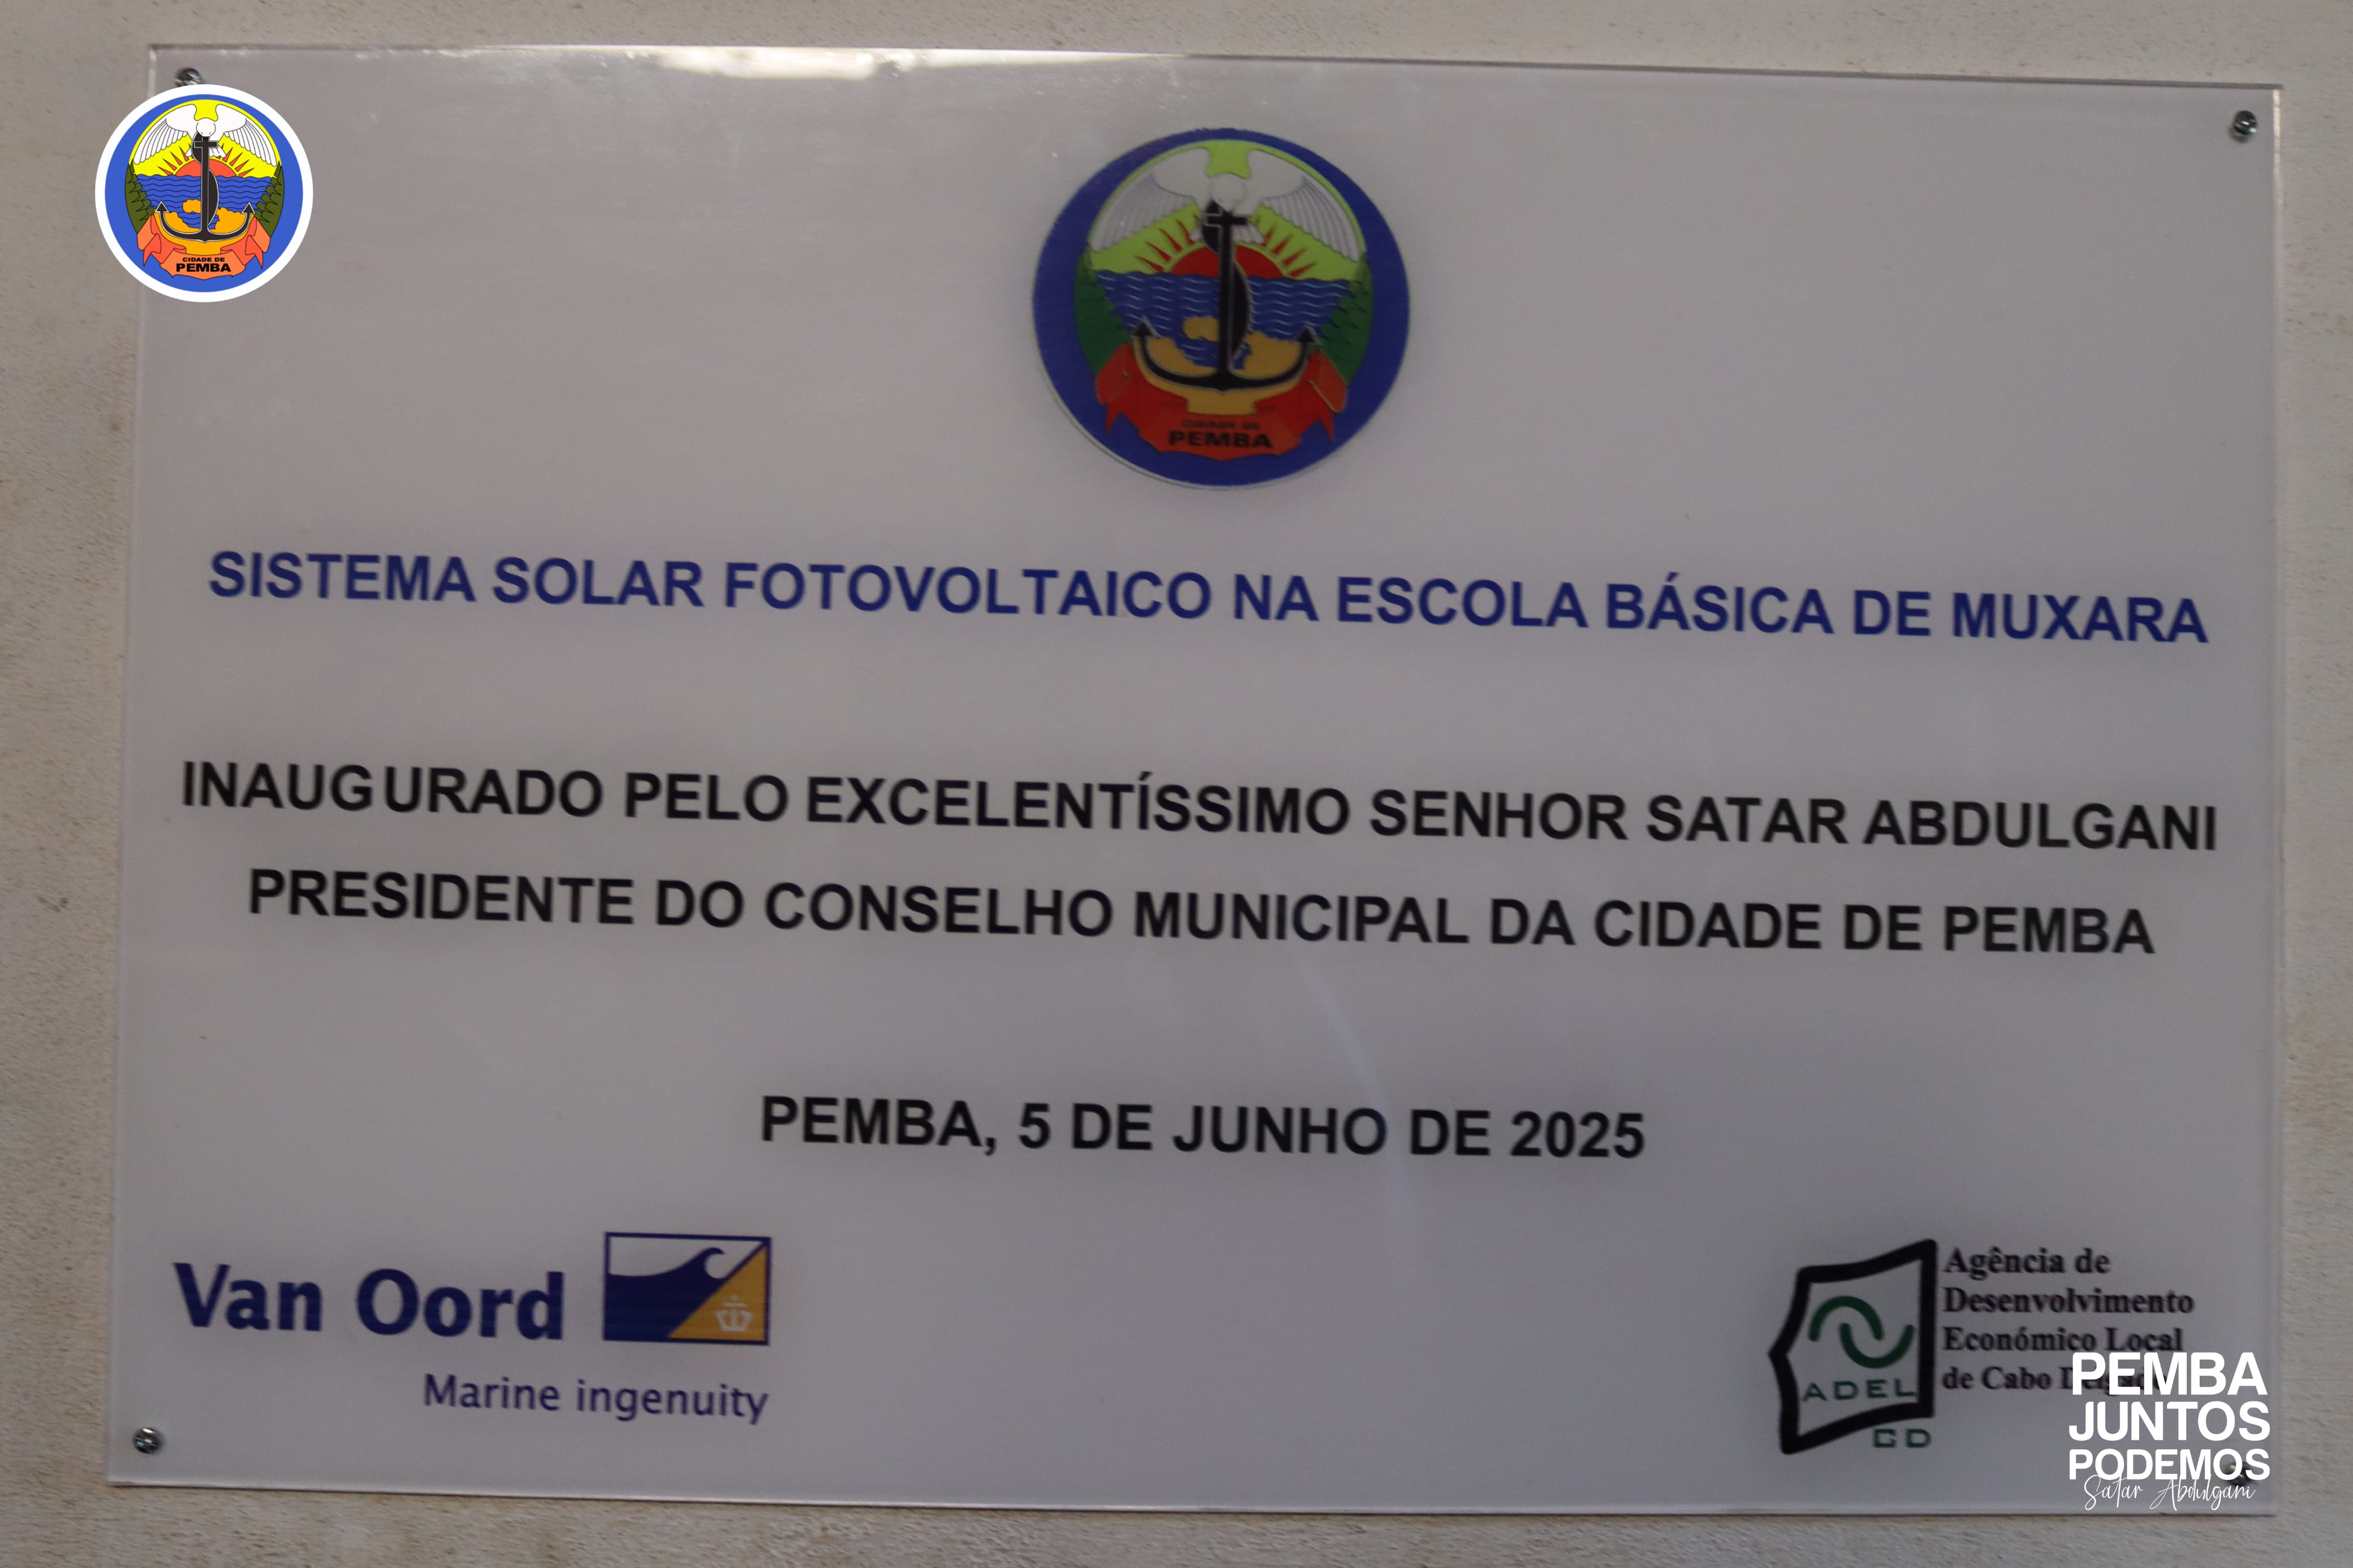 CIDADE DE
PEMBA
CIDADE DE
PEMBA
SISTEMA SOLAR FOTOVOLTAICO NA ESCOLA BÁSICA DE MUXARA
INAUGURADO PELO EXCELENTÍSSIMO SENHOR SATAR ABDULGANI
PRESIDENTE DO CONSELHO MUNICIPAL DA CIDADE DE PEMBA
PEMBA, 5 DE JUNHO DE 2025
Van Oord
Marine ingenuity
ADEL
CD
Agência de
Desenvolvimento
Económico Local
de Cabo
PEMBA
JUNTOS
PODEMOS
Satar Abdulgani